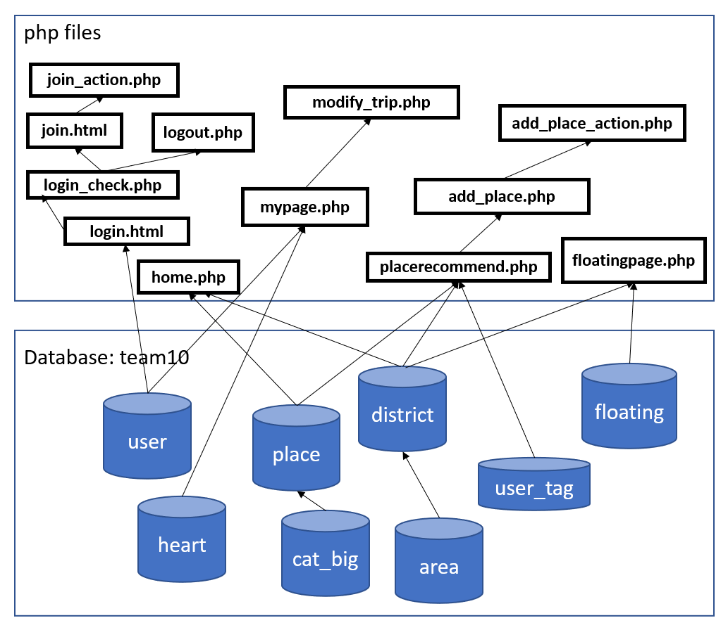 php files
join_action.php
modify_trip.php
join.html
logout.php
add_place_action.php
login_check.php
mypage.php
add_place.php
login.html
home.php
placerecommend.php
floatingpage.php
Database: team10
user
place
district
floating
user_tag
heart
cat_big
area